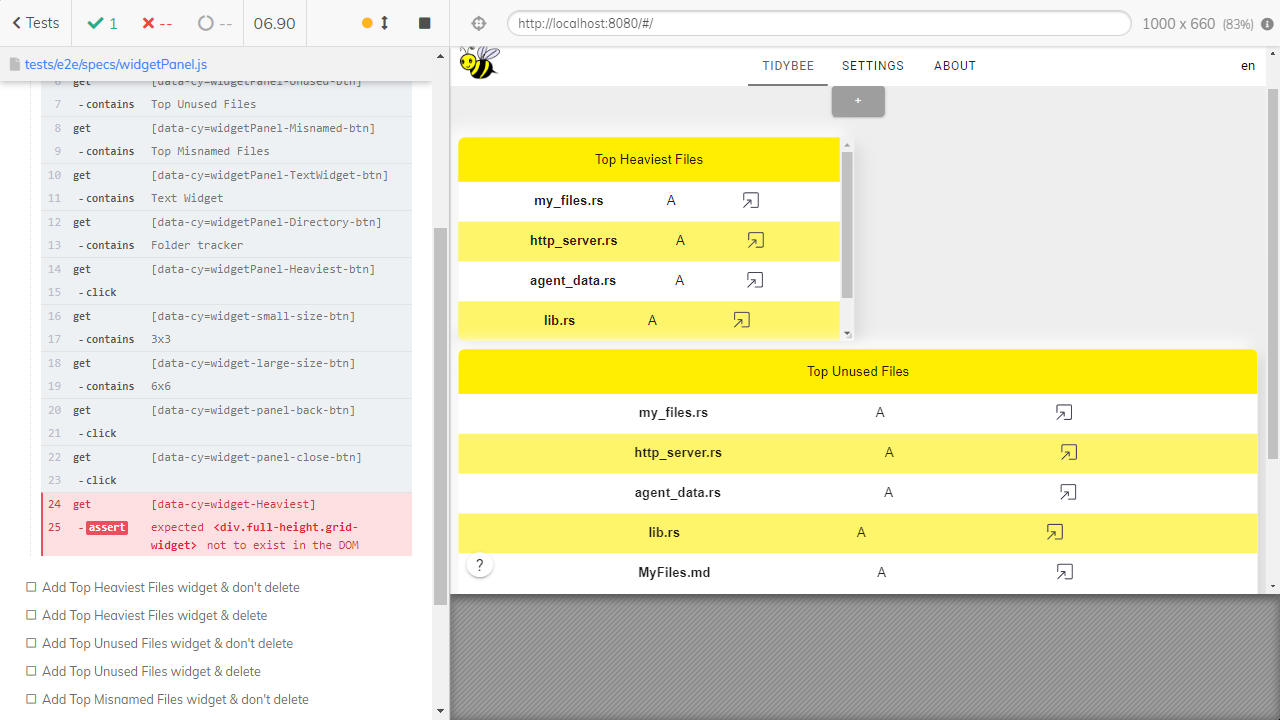 Tests 1 -- -- 06.90
tests/e2e/specs/widgetPanel.js
6 get [data-cy=widgetPanel-Unused-btn]
7 -contains Top Unused Files
8 get [data-cy=widgetPanel-Misnamed-btn]
9 -contains Top Misnamed Files
10 get [data-cy=widgetPanel-TextWidget-btn]
11 -contains Text Widget
12 get [data-cy=widgetPanel-Directory-btn]
13 -contains Folder tracker
14 get [data-cy=widgetPanel-Heaviest-btn]
15 -click
16 get [data-cy=widget-small-size-btn]
17 -contains 3x3
18 get [data-cy=widget-large-size-btn]
19 -contains 6x6
20 get [data-cy=widget-panel-back-btn]
21 -click
22 get [data-cy=widget-panel-close-btn]
23 -click
24 get [data-cy=widget-Heaviest]
25 -assert expected <div.full-height.grid-
widget> not to exist in the DOM
Add Top Heaviest Files widget & don't delete
Add Top Heaviest Files widget & delete
Add Top Unused Files widget & don't delete
Add Top Unused Files widget & delete
Add Top Misnamed Files widget & don't delete
http://localhost:8080/#/ 1000 x 660 (83%)
TIDYBEE SETTINGS ABOUT en
+
Top Heaviest Files
my_files.rs A
http_server.rs A
agent_data.rs A
lib.rs A
Top Unused Files
my_files.rs A
http_server.rs A
agent_data.rs A
lib.rs A
?
MyFiles.md A